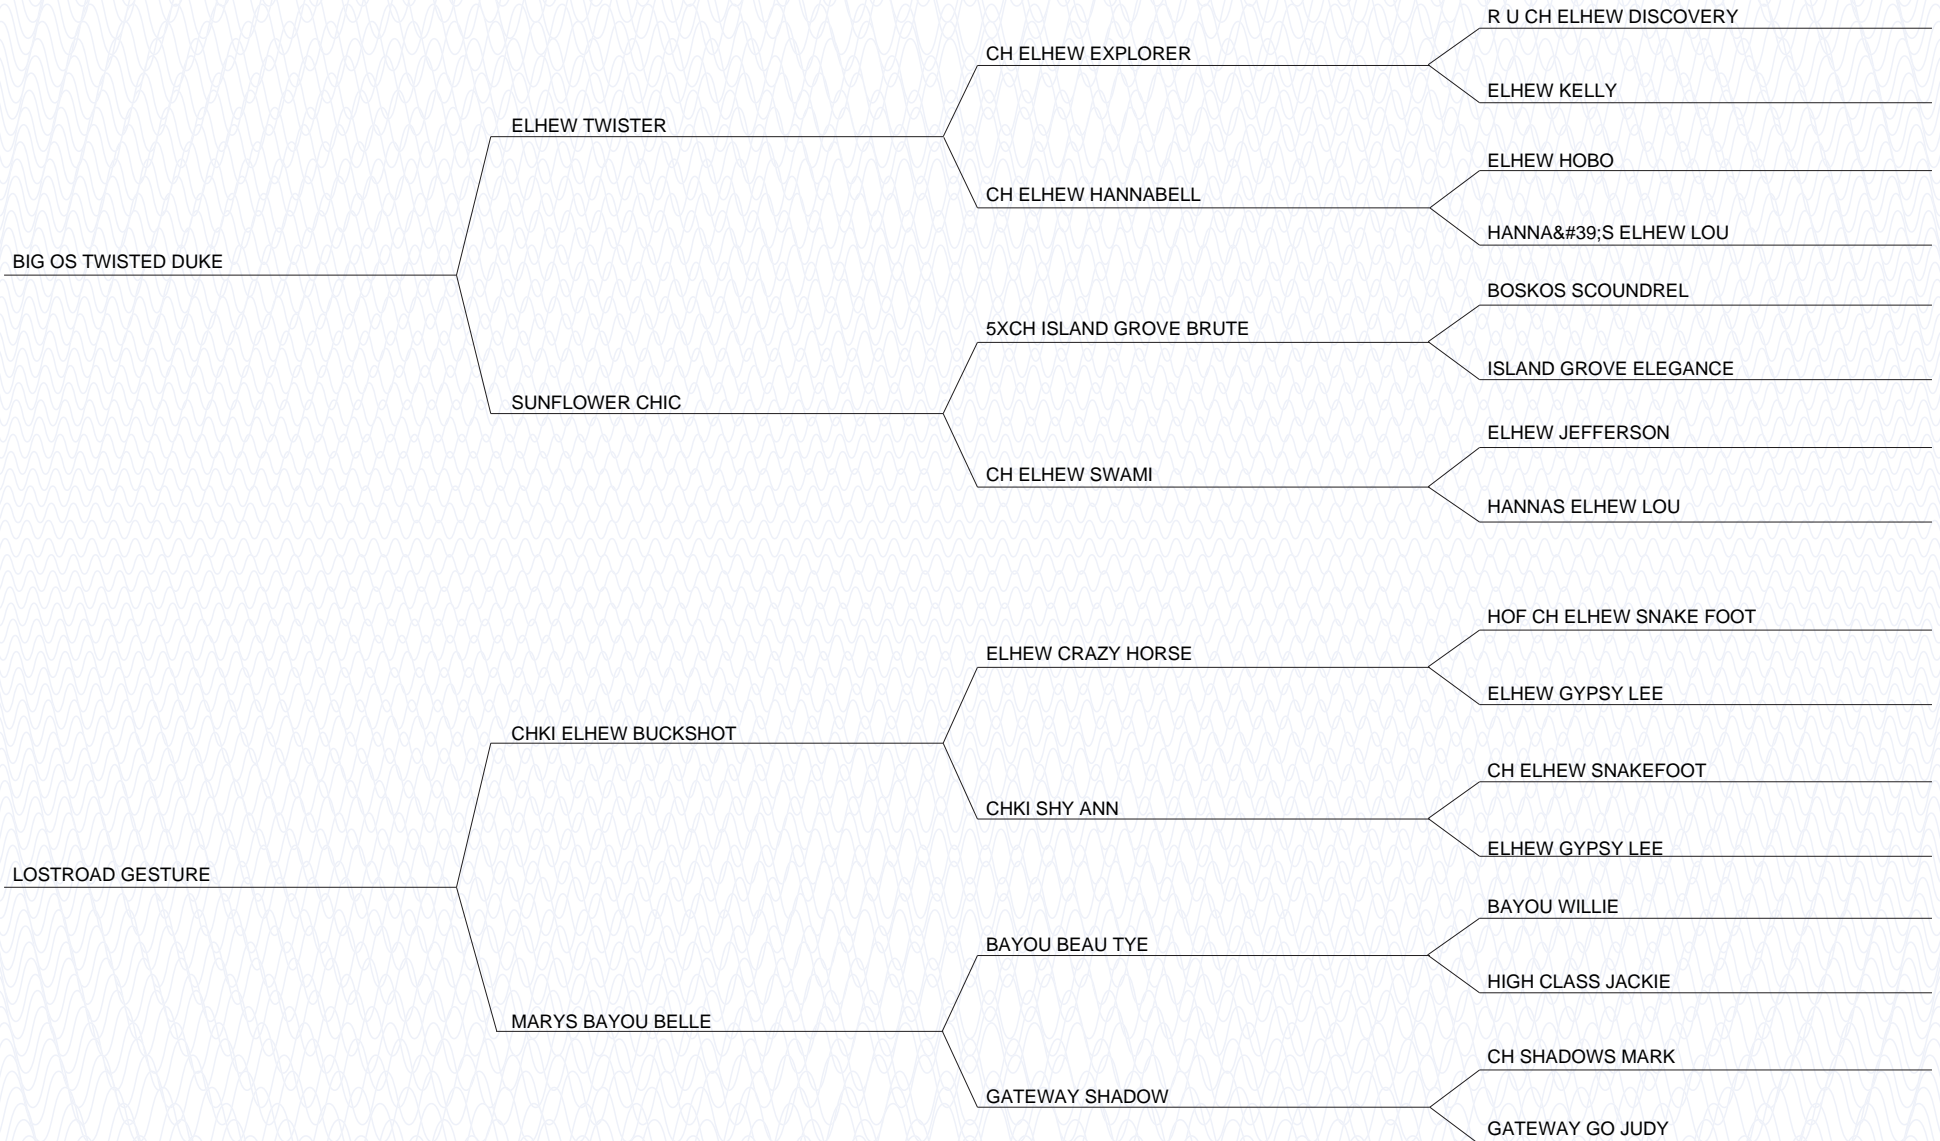 R U CH ELHEW DISCOVERY
CH ELHEW EXPLORER
ELHEW KELLY
ELHEW TWISTER
ELHEW HOBO
CH ELHEW HANNABELL
HANNA&#39;S ELHEW LOU
BIG OS TWISTED DUKE
BOSKOS SCOUNDREL
5XCH ISLAND GROVE BRUTE
ISLAND GROVE ELEGANCE
SUNFLOWER CHIC
ELHEW JEFFERSON
CH ELHEW SWAMI
HANNAS ELHEW LOU
HOF CH ELHEW SNAKE FOOT
ELHEW CRAZY HORSE
ELHEW GYPSY LEE
CHKI ELHEW BUCKSHOT
CH ELHEW SNAKEFOOT
CHKI SHY ANN
ELHEW GYPSY LEE
LOSTROAD GESTURE
BAYOU WILLIE
BAYOU BEAU TYE
HIGH CLASS JACKIE
MARYS BAYOU BELLE
CH SHADOWS MARK
GATEWAY SHADOW
GATEWAY GO JUDY